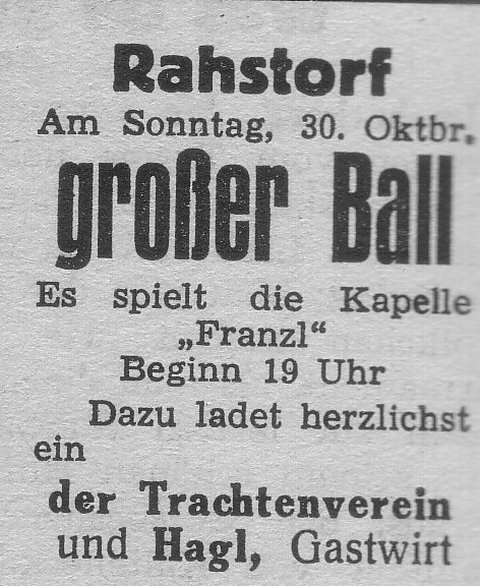 Rahstorf
Am Sonntag, 30. Oktbr.
großer Ball
Es spielt die Kapelle
„Franzl“
Beginn 19 Uhr
Dazu ladet herzlichst
ein
der Trachtenverein
und Hagl, Gastwirt